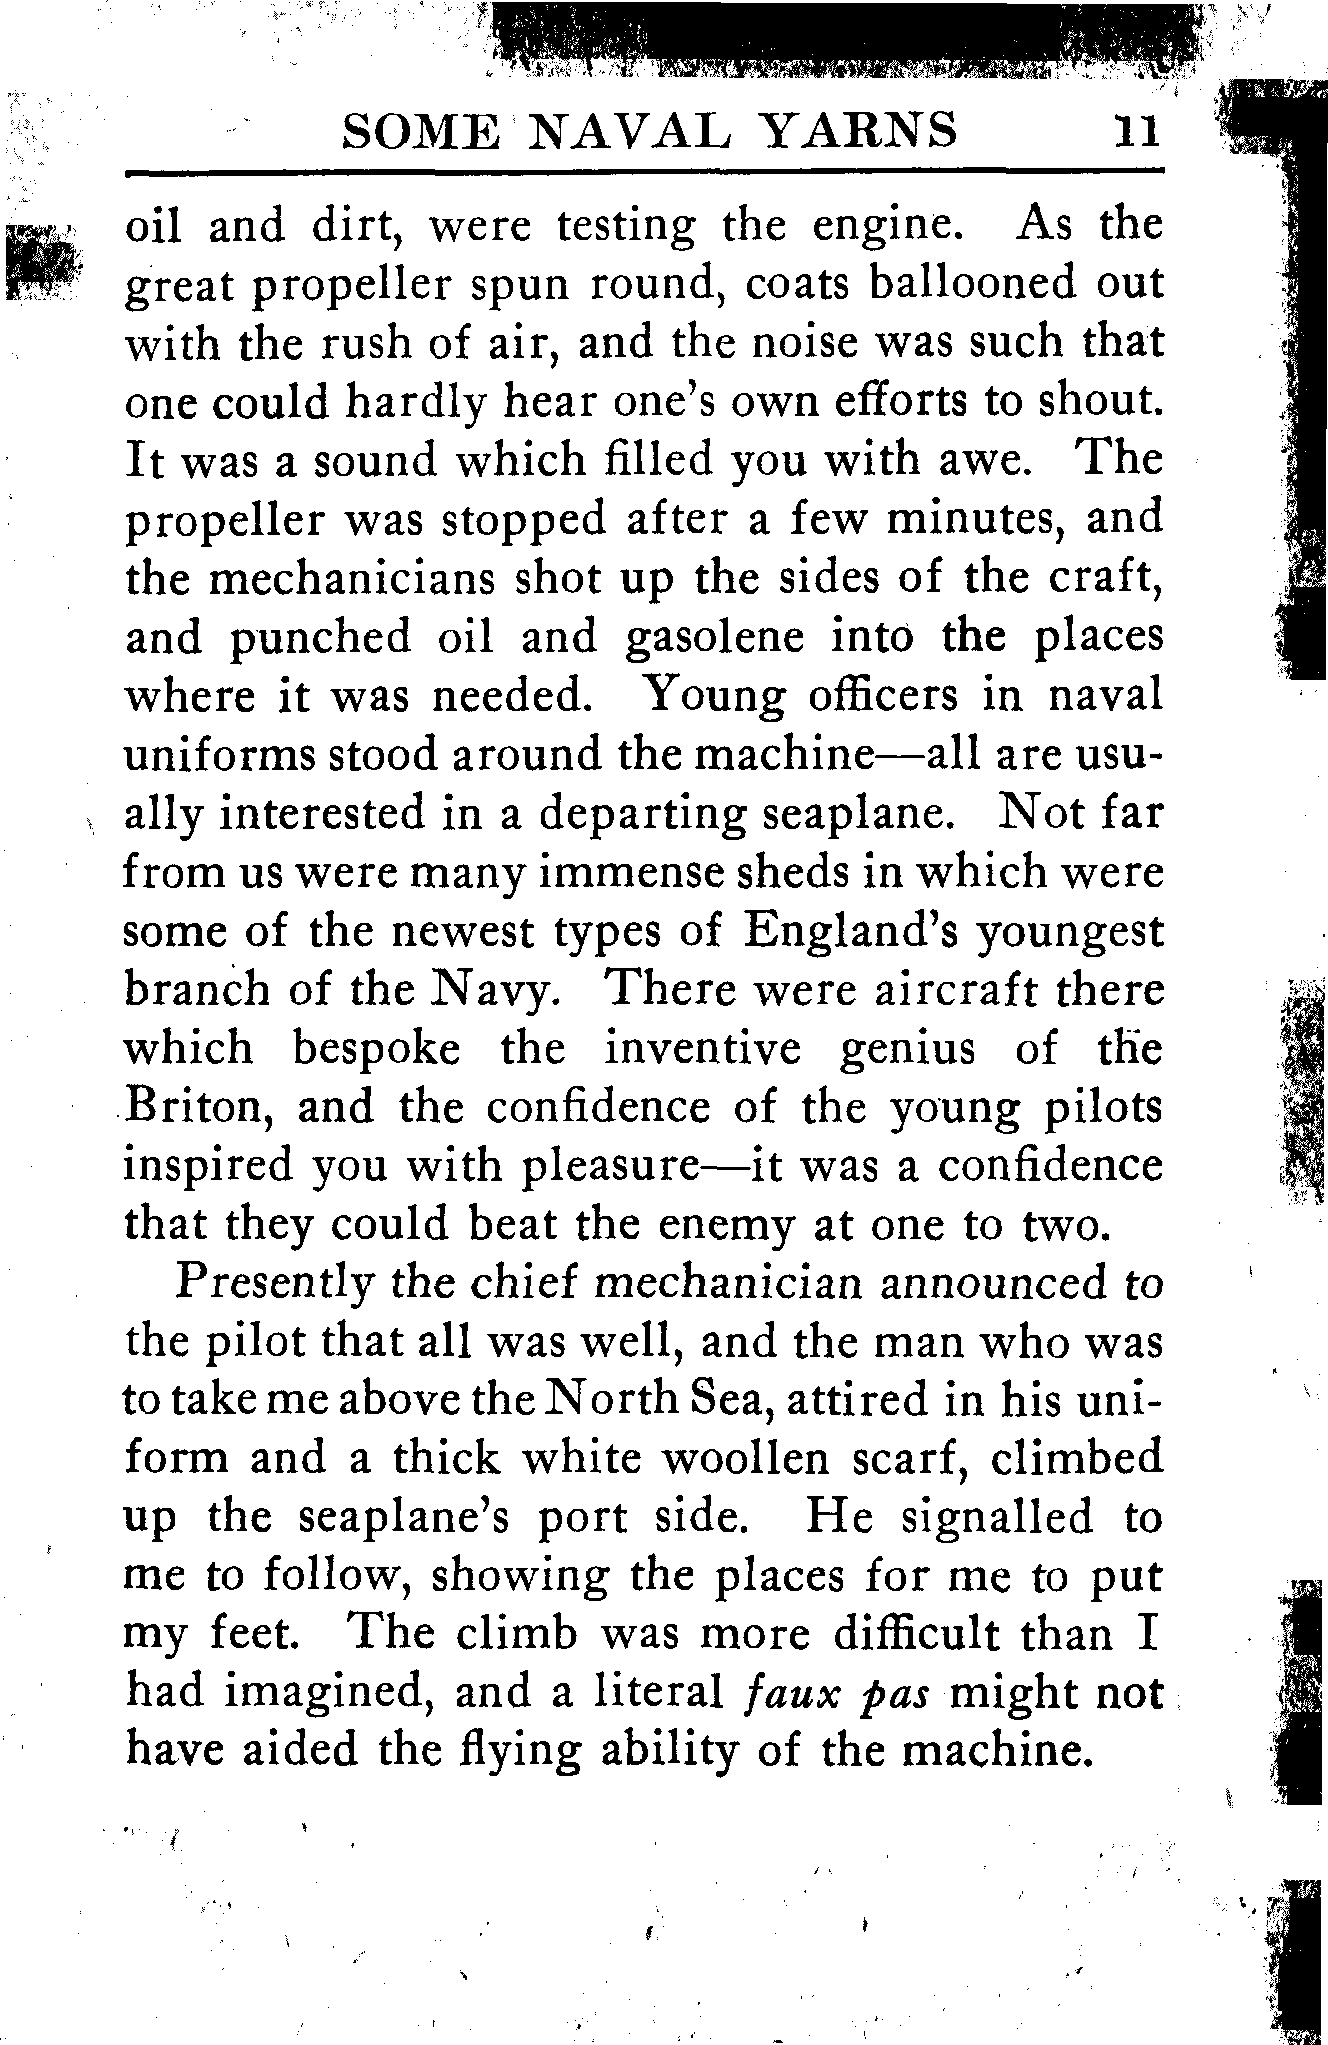 SOME NAVAL YARNS 11
oil and dirt, were testing the engine. As the
great propeller spun round, coats ballooned out
with the rush of air, and the noise was such that
one could hardly hear one's own efforts to shout.
It was a sound which filled you with awe. The
propeller was stopped after a few minutes, and
the mechanicians shot up the sides of the craft,
and punched oil and gasolene into the places
where it was needed. Young officers in naval
uniforms stood around the machine—all are usu-
ally interested in a departing seaplane. Not far
from us were many immense sheds in which were
some of the newest types of England's youngest
branch of the Navy. There were aircraft there
which bespoke the inventive genius of the
Briton, and the confidence of the young pilots
inspired you with pleasure—it was a confidence
that they could beat the enemy at one to two.
Presently the chief mechanician announced to
the pilot that all was well, and the man who was
to take me above the North Sea, attired in his uni-
form and a thick white woollen scarf, climbed
up the seaplane's port side. He signalled to
me to follow, showing the places for me to put
my feet. The climb was more difficult than I
had imagined, and a literal faux pas might not
have aided the flying ability of the machine.